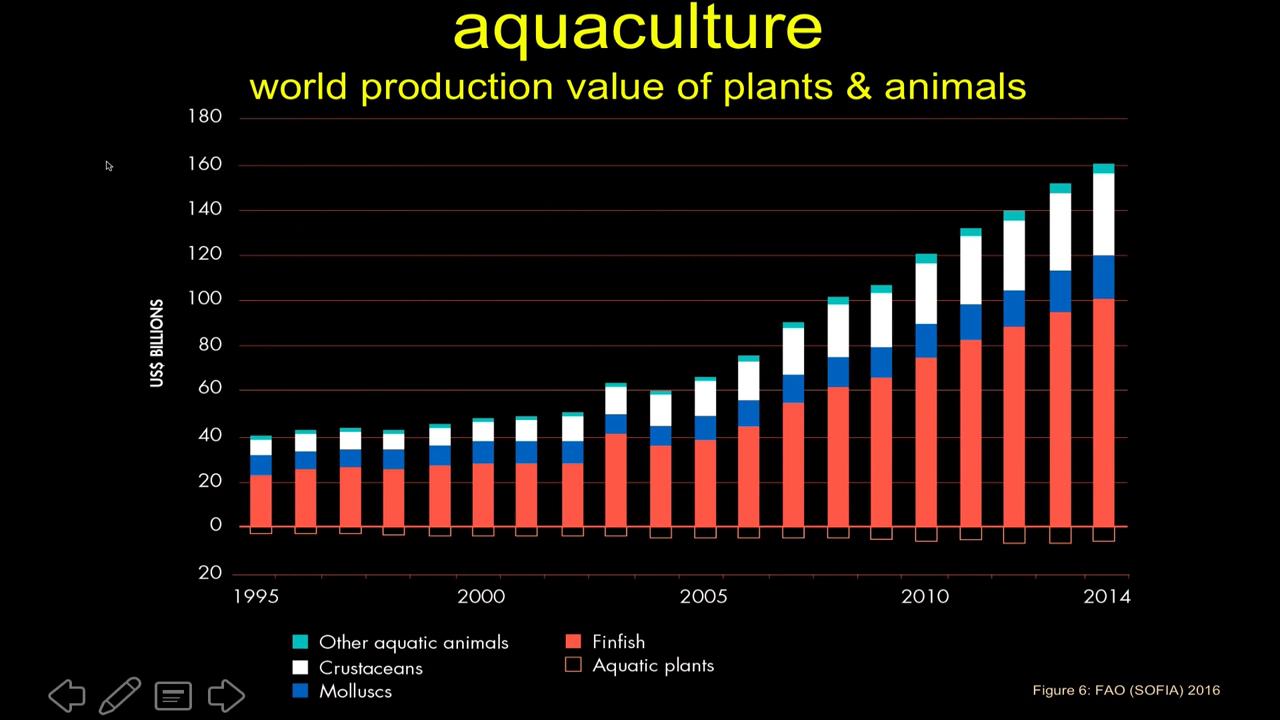 aquaculture
world production value of plants & animals
180
160
140
120
100
80
60
40
20
0
20
US$ BILLIONS
1995 2000 2005 2010 2014
Other aquatic animals Finfish
Crustaceans Aquatic plants
Molluscs
Figure 6: FAO (SOFIA) 2016